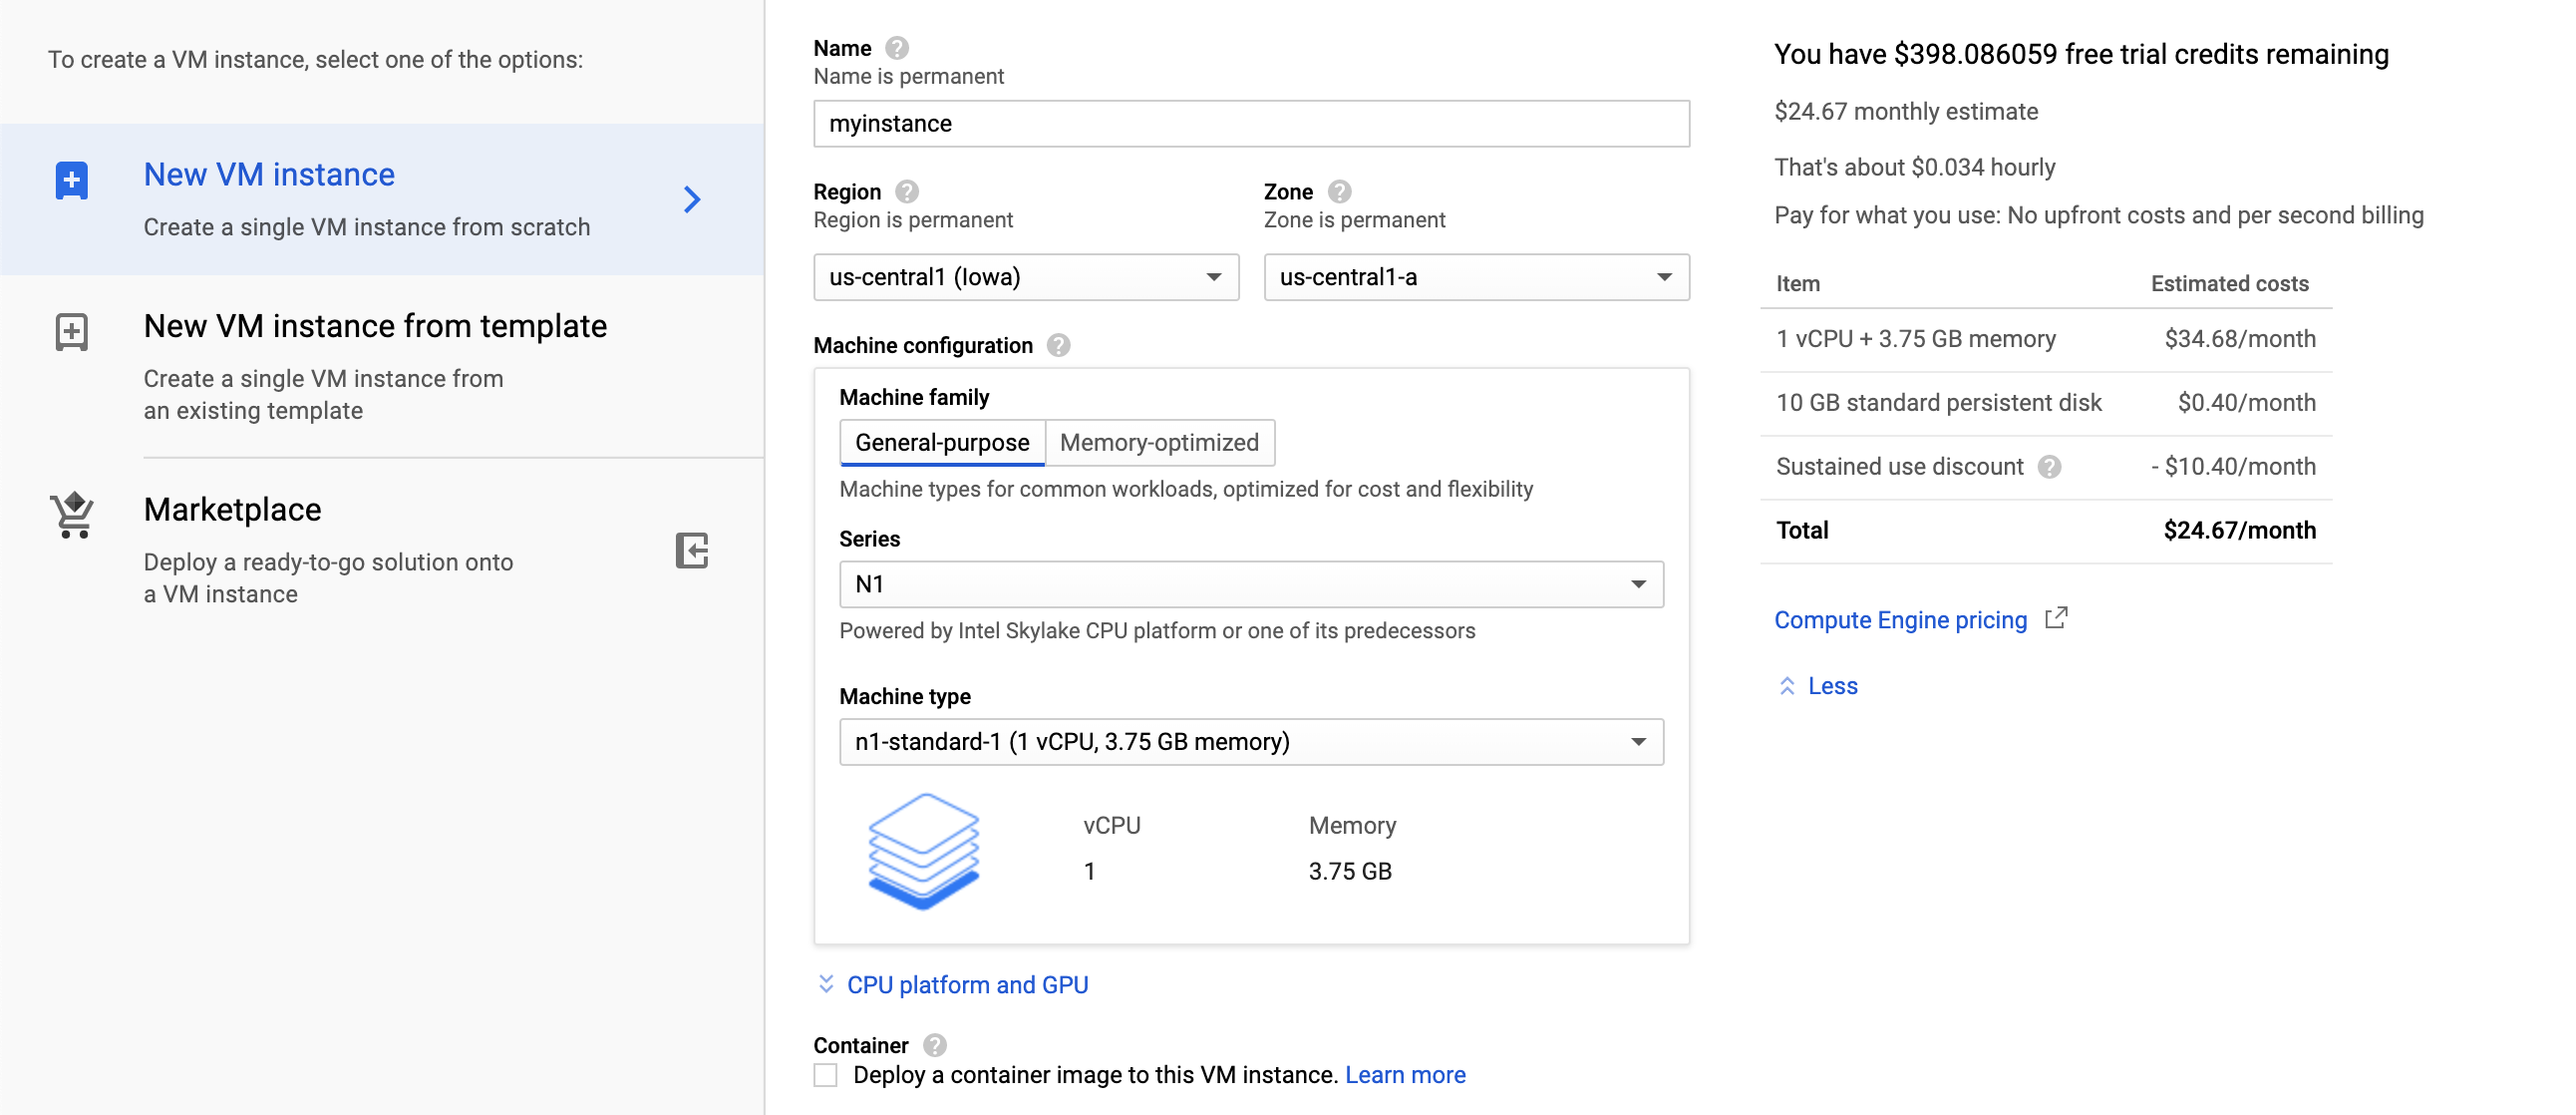 To create a VM instance, select one of the options:
New VM instance
Create a single VM instance from scratch
New VM instance from template
Create a single VM instance from
an existing template
Marketplace
Deploy a ready-to-go solution onto
a VM instance
Name
Name is permanent
myinstance
Region
Region is permanent
us-central1 (Iowa)
Zone
Zone is permanent
us-central1-a
Machine configuration
Machine family
General-purpose
Memory-optimized
Machine types for common workloads, optimized for cost and flexibility
Series
N1
Powered by Intel Skylake CPU platform or one of its predecessors
Machine type
n1-standard-1 (1 vCPU, 3.75 GB memory)
vCPU
1
Memory
3.75 GB
CPU platform and GPU
Container
Deploy a container image to this VM instance. Learn more
You have $398.086059 free trial credits remaining
$24.67 monthly estimate
That's about $0.034 hourly
Pay for what you use: No upfront costs and per second billing
Item Estimated costs
1 vCPU + 3.75 GB memory $34.68/month
10 GB standard persistent disk $0.40/month
Sustained use discount - $10.40/month
Total $24.67/month
Compute Engine pricing
Less